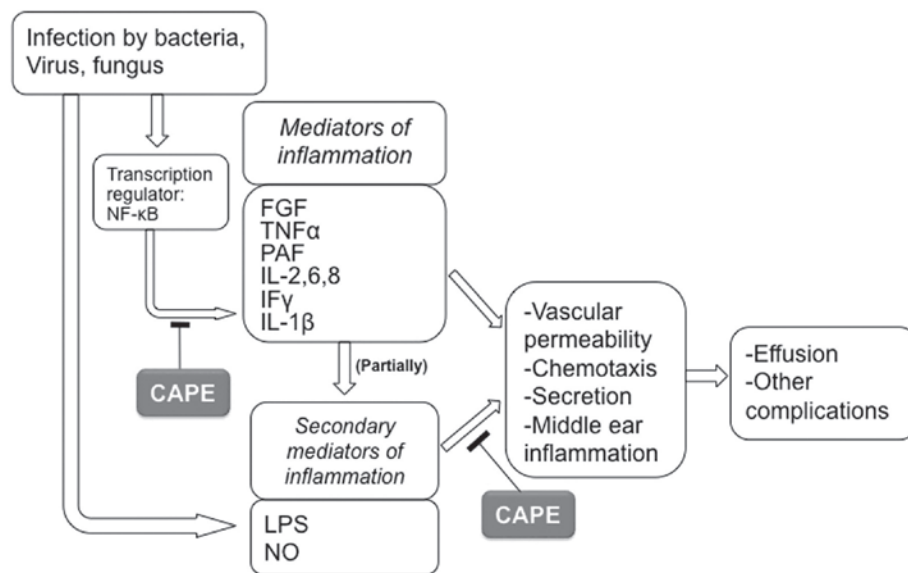 Infection by bacteria,
Virus, fungus
Mediators of
inflammation
Transcription
regulator:
NF-κB
FGF
TNFα
PAF
IL-2,6,8
IFγ
IL-1β
CAPE
(Partially)
Secondary
mediators of
inflammation
LPS
NO
-Vascular
permeability
-Chemotaxis
-Secretion
-Middle ear
inflammation
CAPE
-Effusion
-Other
complications